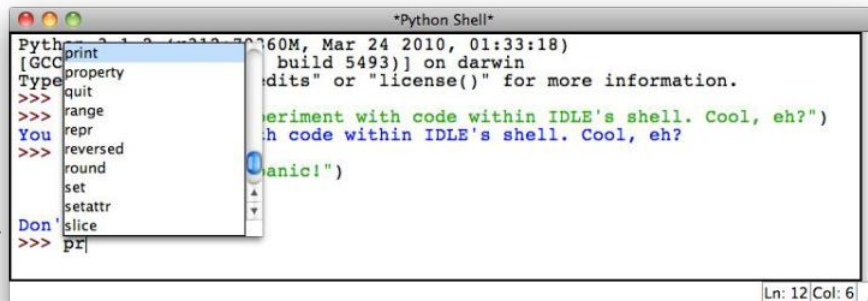 *Python Shell*
Pyth 60M, Mar 24 2010, 01:33:18)
[GCC build 5493)] on darwin
Type edits" or "license()" for more information.
>>>
>>> periment with code within IDLE's shell. Cool, eh?")
You h code within IDLE's shell. Cool, eh?
>>>
anic!")
Don'
>>> pr
print
property
quit
range
repr
reversed
round
set
setattr
slice
Ln: 12 Col: 6